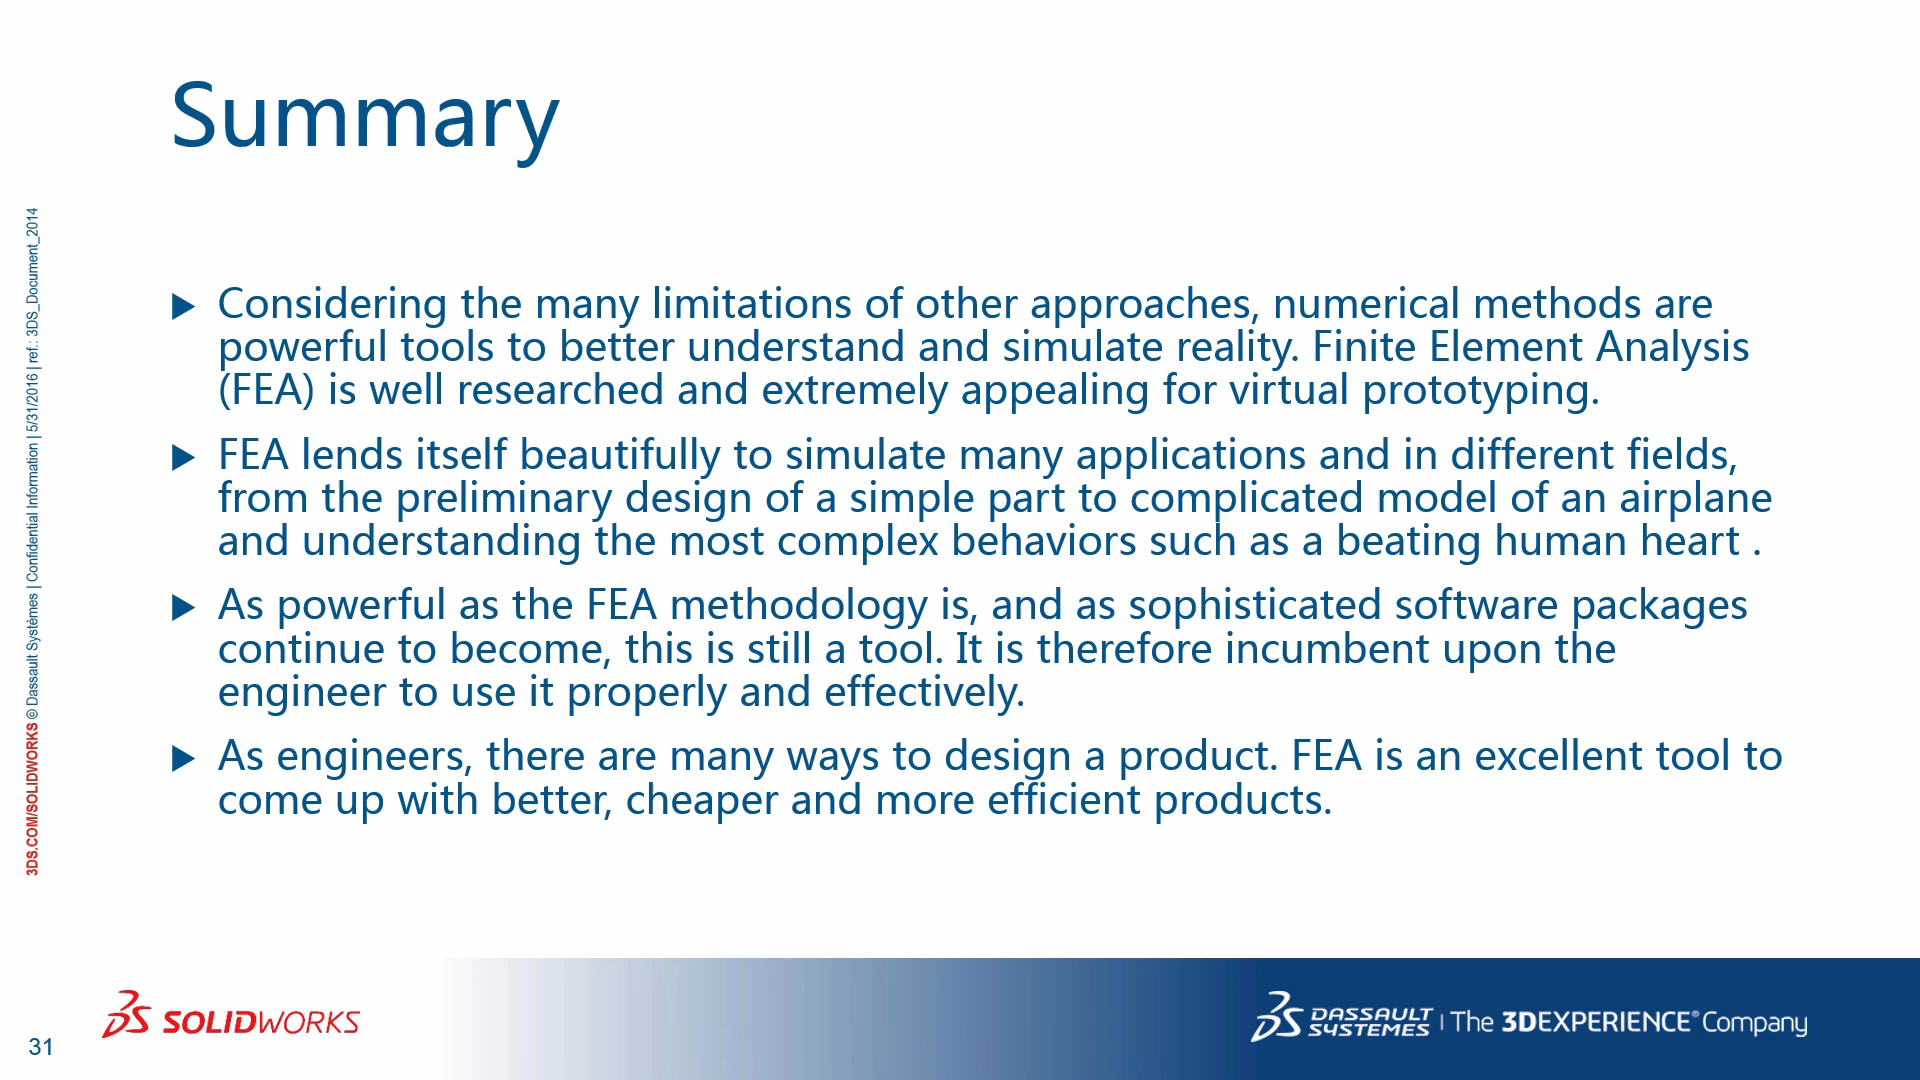 Summary
▶ Considering the many limitations of other approaches, numerical methods are
powerful tools to better understand and simulate reality. Finite Element Analysis
(FEA) is well researched and extremely appealing for virtual prototyping.
▶ FEA lends itself beautifully to simulate many applications and in different fields,
from the preliminary design of a simple part to complicated model of an airplane
and understanding the most complex behaviors such as a beating human heart .
▶ As powerful as the FEA methodology is, and as sophisticated software packages
continue to become, this is still a tool. It is therefore incumbent upon the
engineer to use it properly and effectively.
▶ As engineers, there are many ways to design a product. FEA is an excellent tool to
come up with better, cheaper and more efficient products.
3DS.COM/SOLIDWORKS © Dassault Systèmes | Confidential Information | 5/31/2016 | ref.: 3DS_Document_2014
31
SOLIDWORKS
DASSAULT
SYSTEMES | The 3DEXPERIENCE® Company